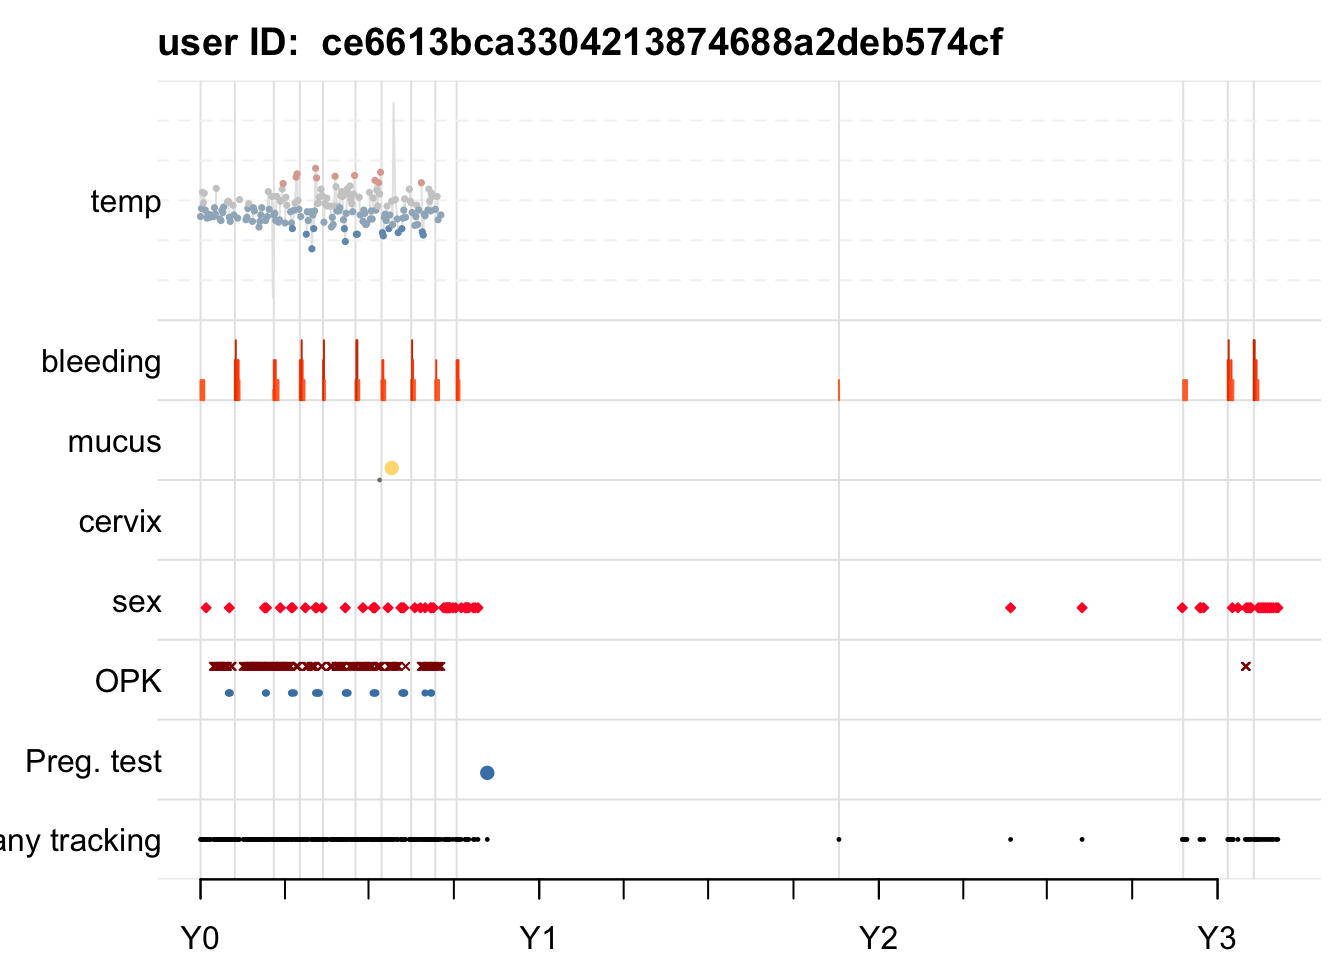 user ID:  ce6613bca3304213874688a2deb574cf
temp
bleeding
mucus
cervix
sex
OPK
Preg. test
any tracking
Y0 Y1 Y2 Y3